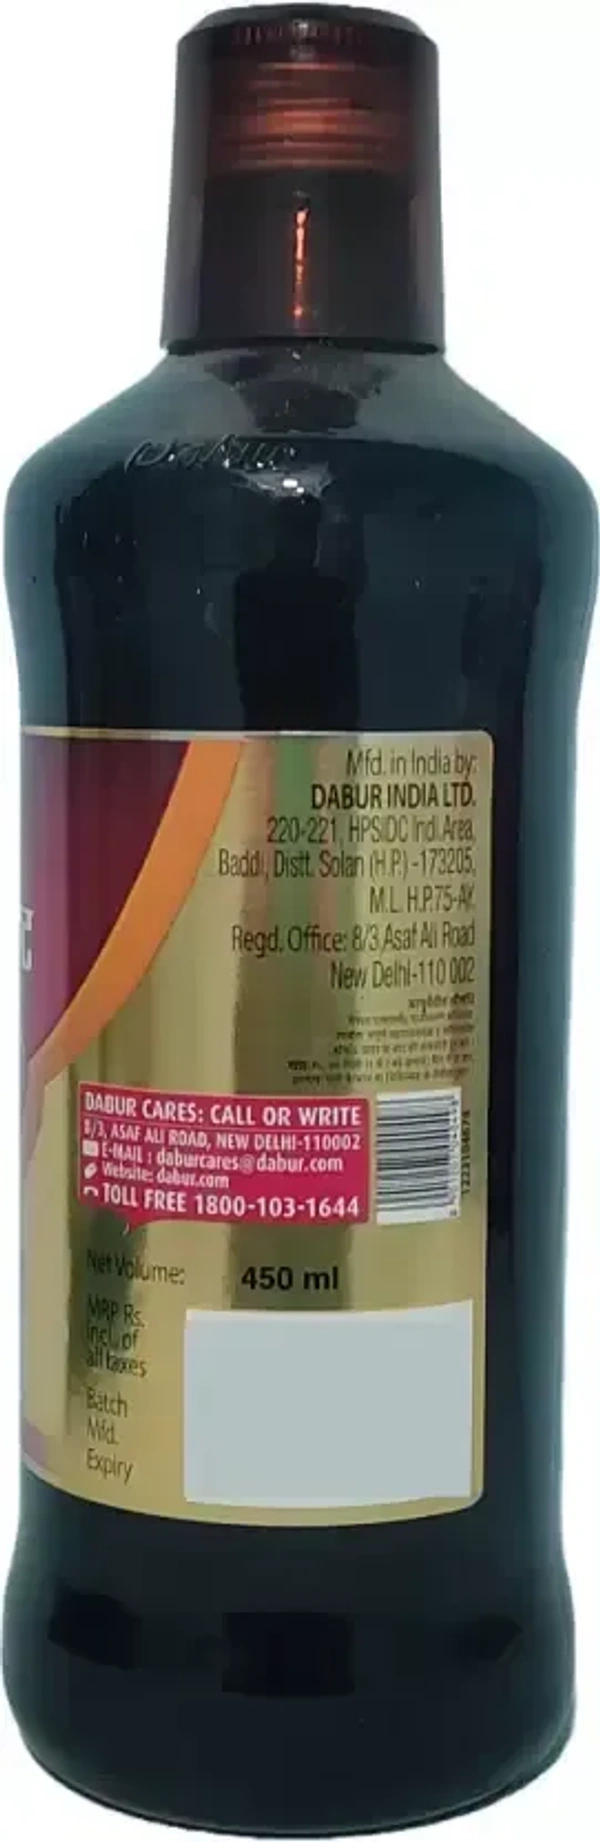 Dabur
Mfd. in India by:
DABUR INDIA LTD.
220-221, HPSIDC Indl.Area,
Baddi, Distt. Solan (H.P.) -173205,
M.L. H.P.75-AY.
Regd. Office: 8/3,Asaf Ali Road
New Delhi-110 002
DABUR CARES: CALL OR WRITE
8/3, ASAF ALI ROAD, NEW DELHI-110002
E-MAIL : daburcares@dabur.com
Website: dabur.com
TOLL FREE 1800-103-1644
Net Volume: 450 ml
MRP Rs.
incl. of
all taxes
Batch
Mfd.
Expiry